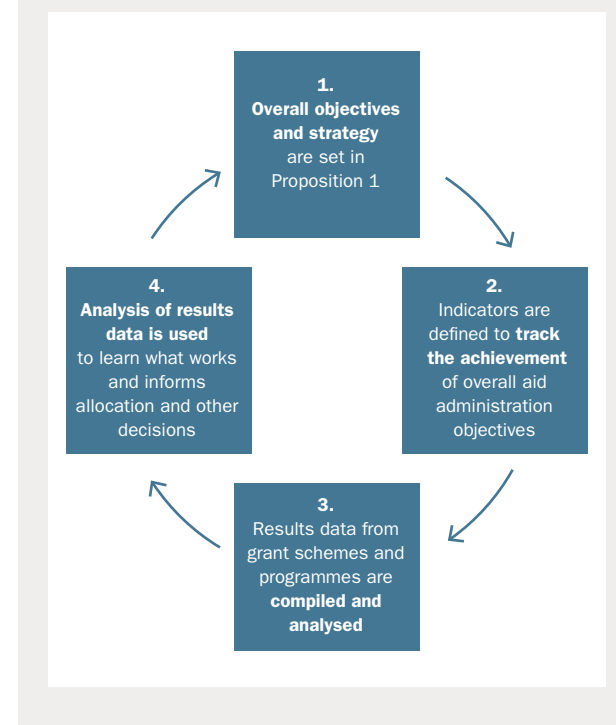 1.
Overall objectives
and strategy
are set in
Proposition 1
2.
Indicators are
defined to track
the achievement
of overall aid
administration
objectives
3.
Results data from
grant schemes and
programmes are
compiled and
analysed
4.
Analysis of results
data is used
to learn what works
and informs
allocation and other
decisions